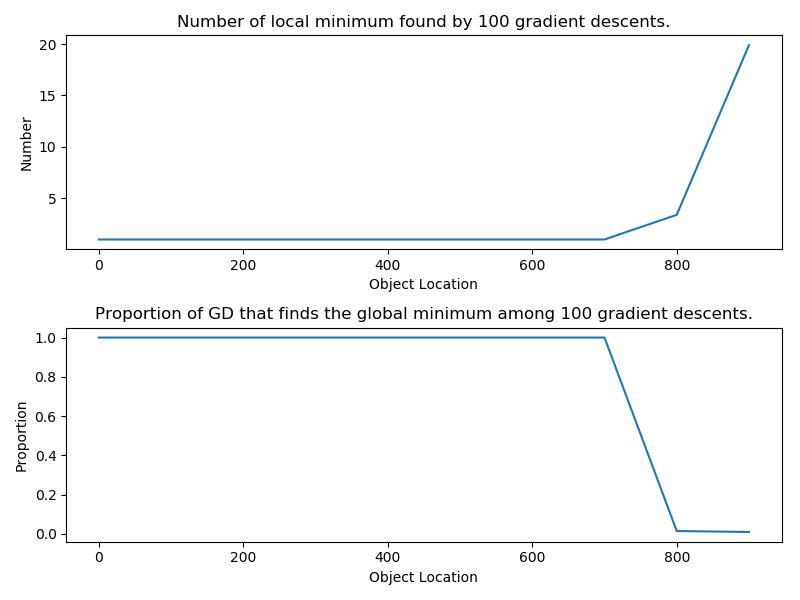 Number of local minimum found by 100 gradient descents.
20
15
10
5
Number
0 200 400 600 800
Object Location
Proportion of GD that finds the global minimum among 100 gradient descents.
1.0
0.8
0.6
0.4
0.2
0.0
Proportion
0 200 400 600 800
Object Location